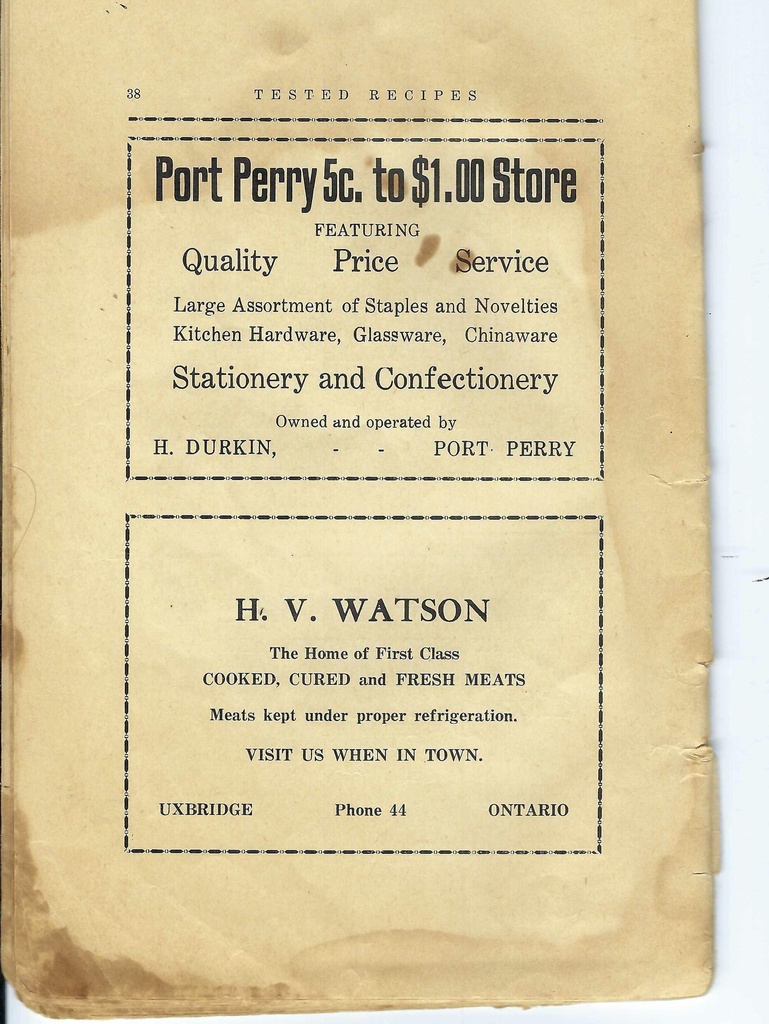 38 TESTED RECIPES
Port Perry 5c. to $1.00 Store
FEATURING
Quality Price Service
Large Assortment of Staples and Novelties
Kitchen Hardware, Glassware, Chinaware
Stationery and Confectionery
Owned and operated by
H. DURKIN, - - PORT PERRY
H. V. WATSON
The Home of First Class
COOKED, CURED and FRESH MEATS
Meats kept under proper refrigeration.
VISIT US WHEN IN TOWN.
UXBRIDGE Phone 44 ONTARIO